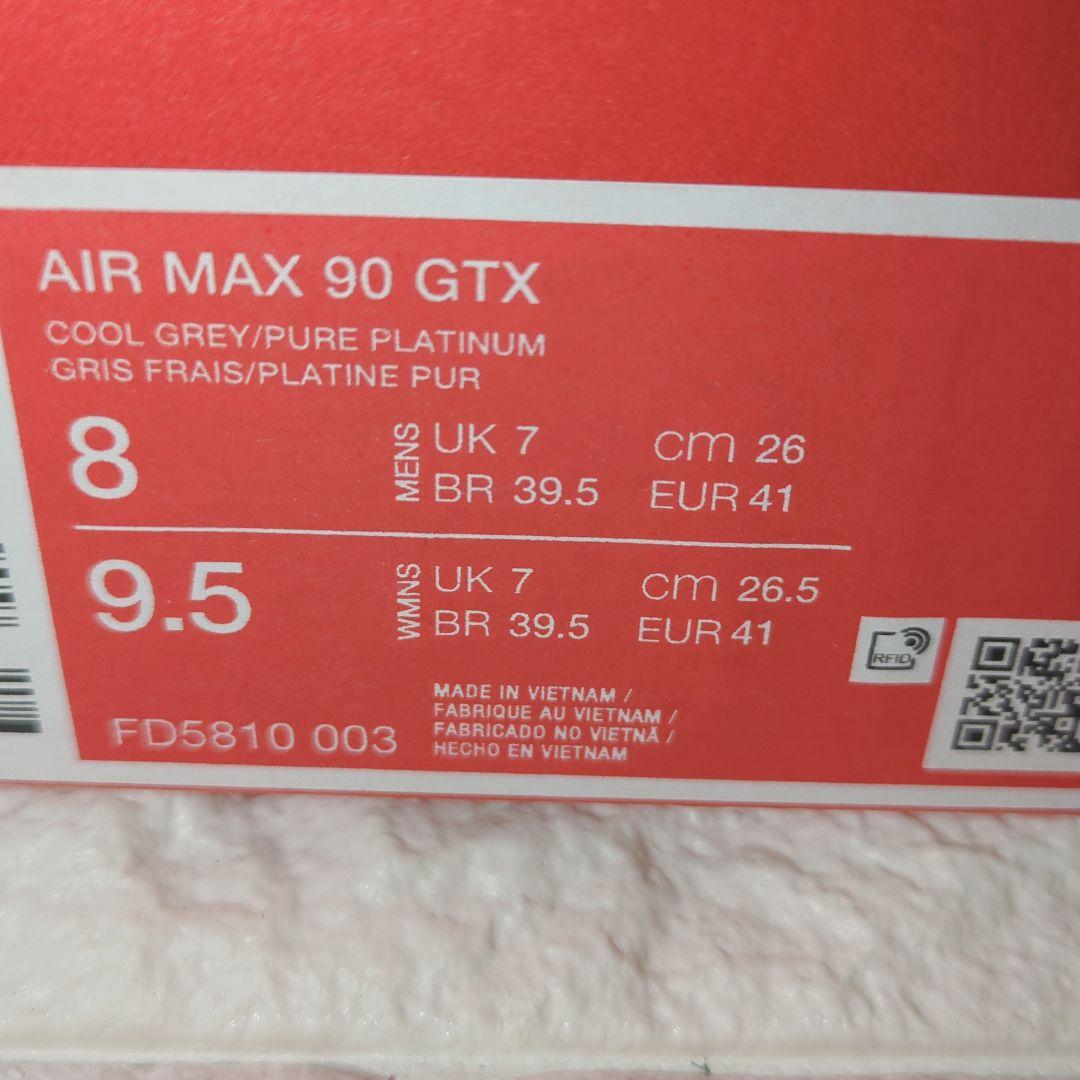 AIR MAX 90 GTX
COOL GREY/PURE PLATINUM
GRIS FRAIS/PLATINE PUR
8 MENS UK 7 cm 26
BR 39.5 EUR 41
9.5 WMNS UK 7 cm 26.5
BR 39.5 EUR 41
RFID
FD5810 003
MADE IN VIETNAM /
FABRIQUE AU VIETNAM /
FABRICADO NO VIETNÃ /
HECHO EN VIETNAM